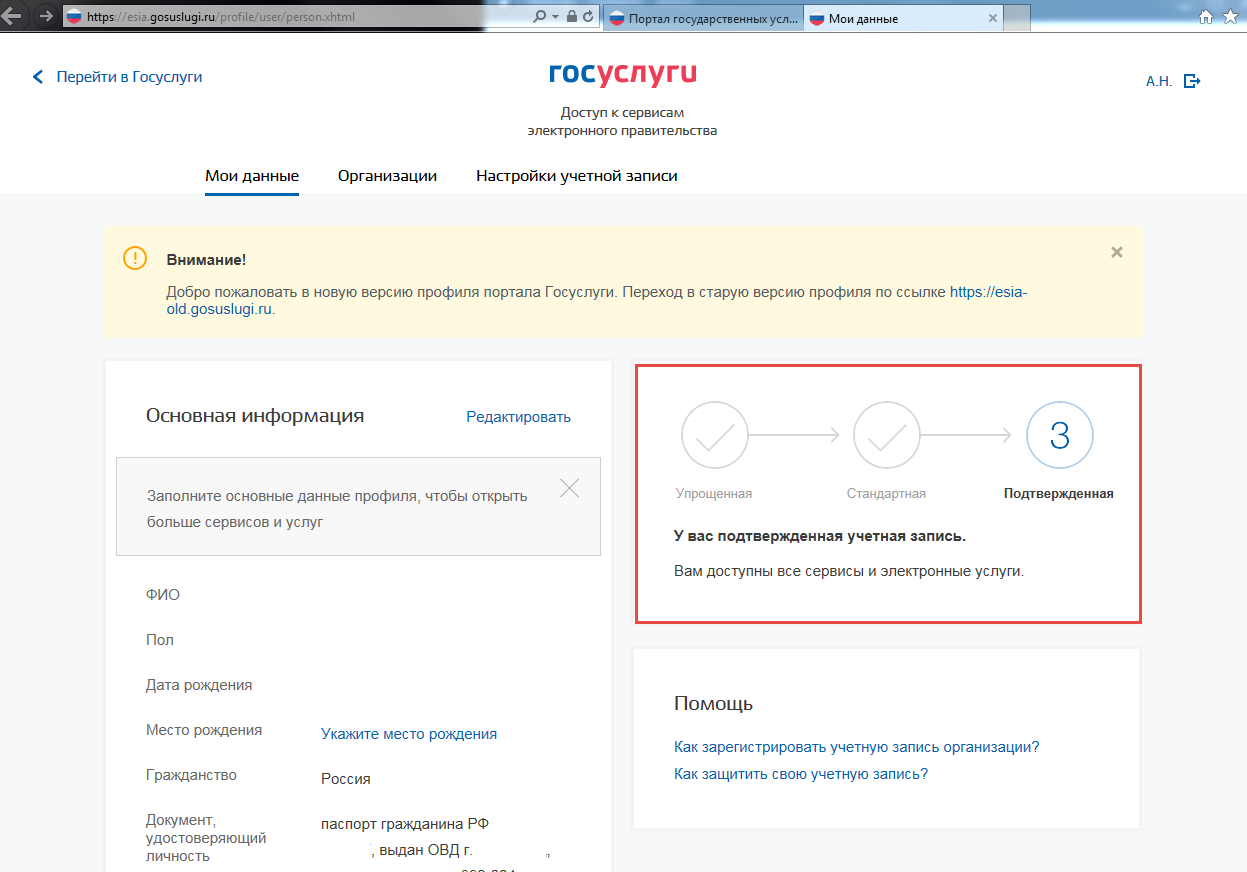 https://esia.gosuslugi.ru/profile/user/person.xhtml
Портал государственных усл...
Мои данные
Перейти в Госуслуги
госуслуги
А.Н.
Доступ к сервисам
электронного правительства
Мои данные
Организации
Настройки учетной записи
Внимание!
Добро пожаловать в новую версию профиля портала Госуслуги. Переход в старую версию профиля по ссылке https://esia-
old.gosuslugi.ru.
Основная информация
Редактировать
Заполните основные данные профиля, чтобы открыть
больше сервисов и услуг
ФИО
Пол
Дата рождения
Место рождения
Укажите место рождения
Гражданство
Россия
Документ,
удостоверяющий
личность
паспорт гражданина РФ
, выдан ОВД г. ,
3
Упрощенная
Стандартная
Подтвержденная
У вас подтвержденная учетная запись.
Вам доступны все сервисы и электронные услуги.
Помощь
Как зарегистрировать учетную запись организации?
Как защитить свою учетную запись?